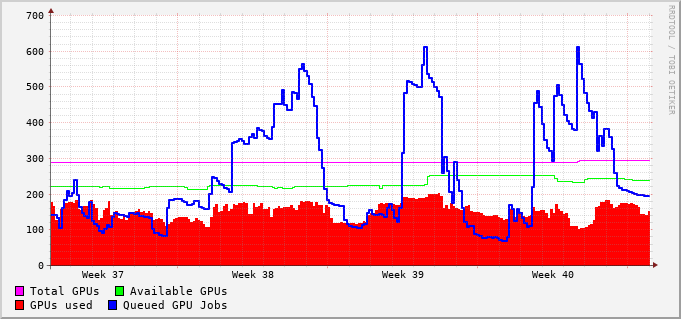 700
600
500
400
300
200
100
0
Week 37 Week 38 Week 39 Week 40
Total GPUs Available GPUs
GPUs used Queued GPU Jobs
RRDTOOL / TOBI OETIKER